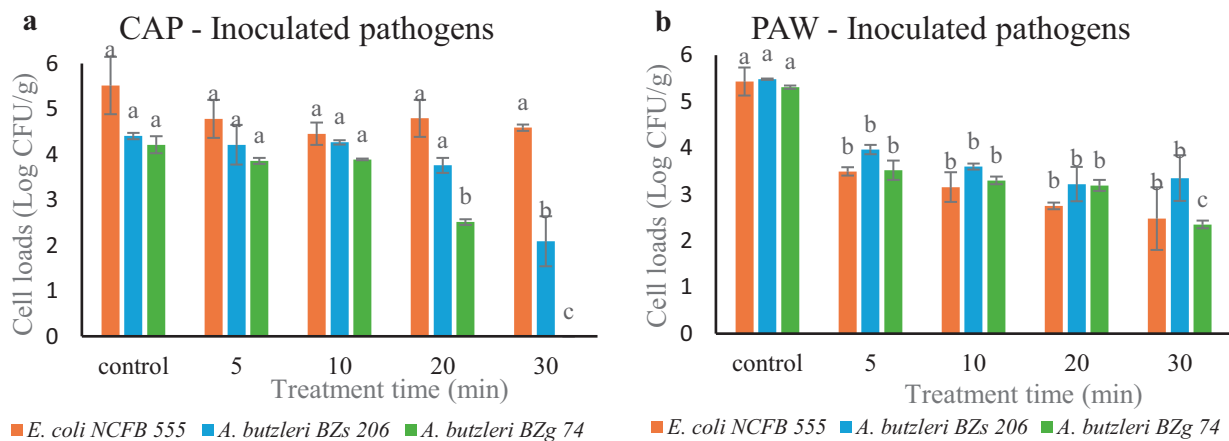 a
CAP - Inoculated pathogens
Cell loads (Log CFU/g)
6
5
4
3
2
1
0
a a a
a a a
a a a
a a b
a b c
control 5 10 20 30
Treatment time (min)
E. coli NCFB 555 A. butzleri BZs 206 A. butzleri BZg 74
b
PAW - Inoculated pathogens
Cell loads (Log CFU/g)
6
5
4
3
2
1
0
a a a
b b b
b b b
b b b
b b c
control 5 10 20 30
Treatment time (min)
E. coli NCFB 555 A. butzleri BZs 206 A. butzleri BZg 74